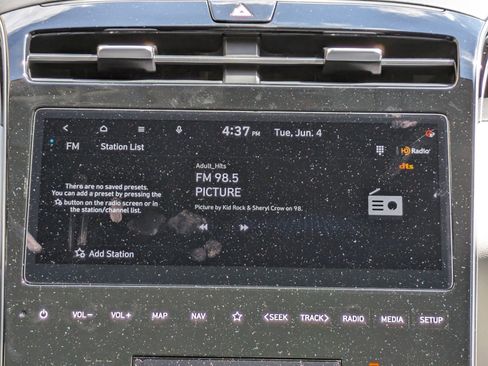 4:37 PM Tue, Jun. 4
FM Station List
HD Radio
dts
Adult_Hits
FM 98.5
PICTURE
Picture by Kid Rock & Sheryl Crow on 98.
There are no saved presets.
You can add a preset by pressing the
button on the radio screen or in
the station/channel list.
Add Station
VOL− VOL+ MAP NAV <SEEK TRACK> RADIO MEDIA SETUP